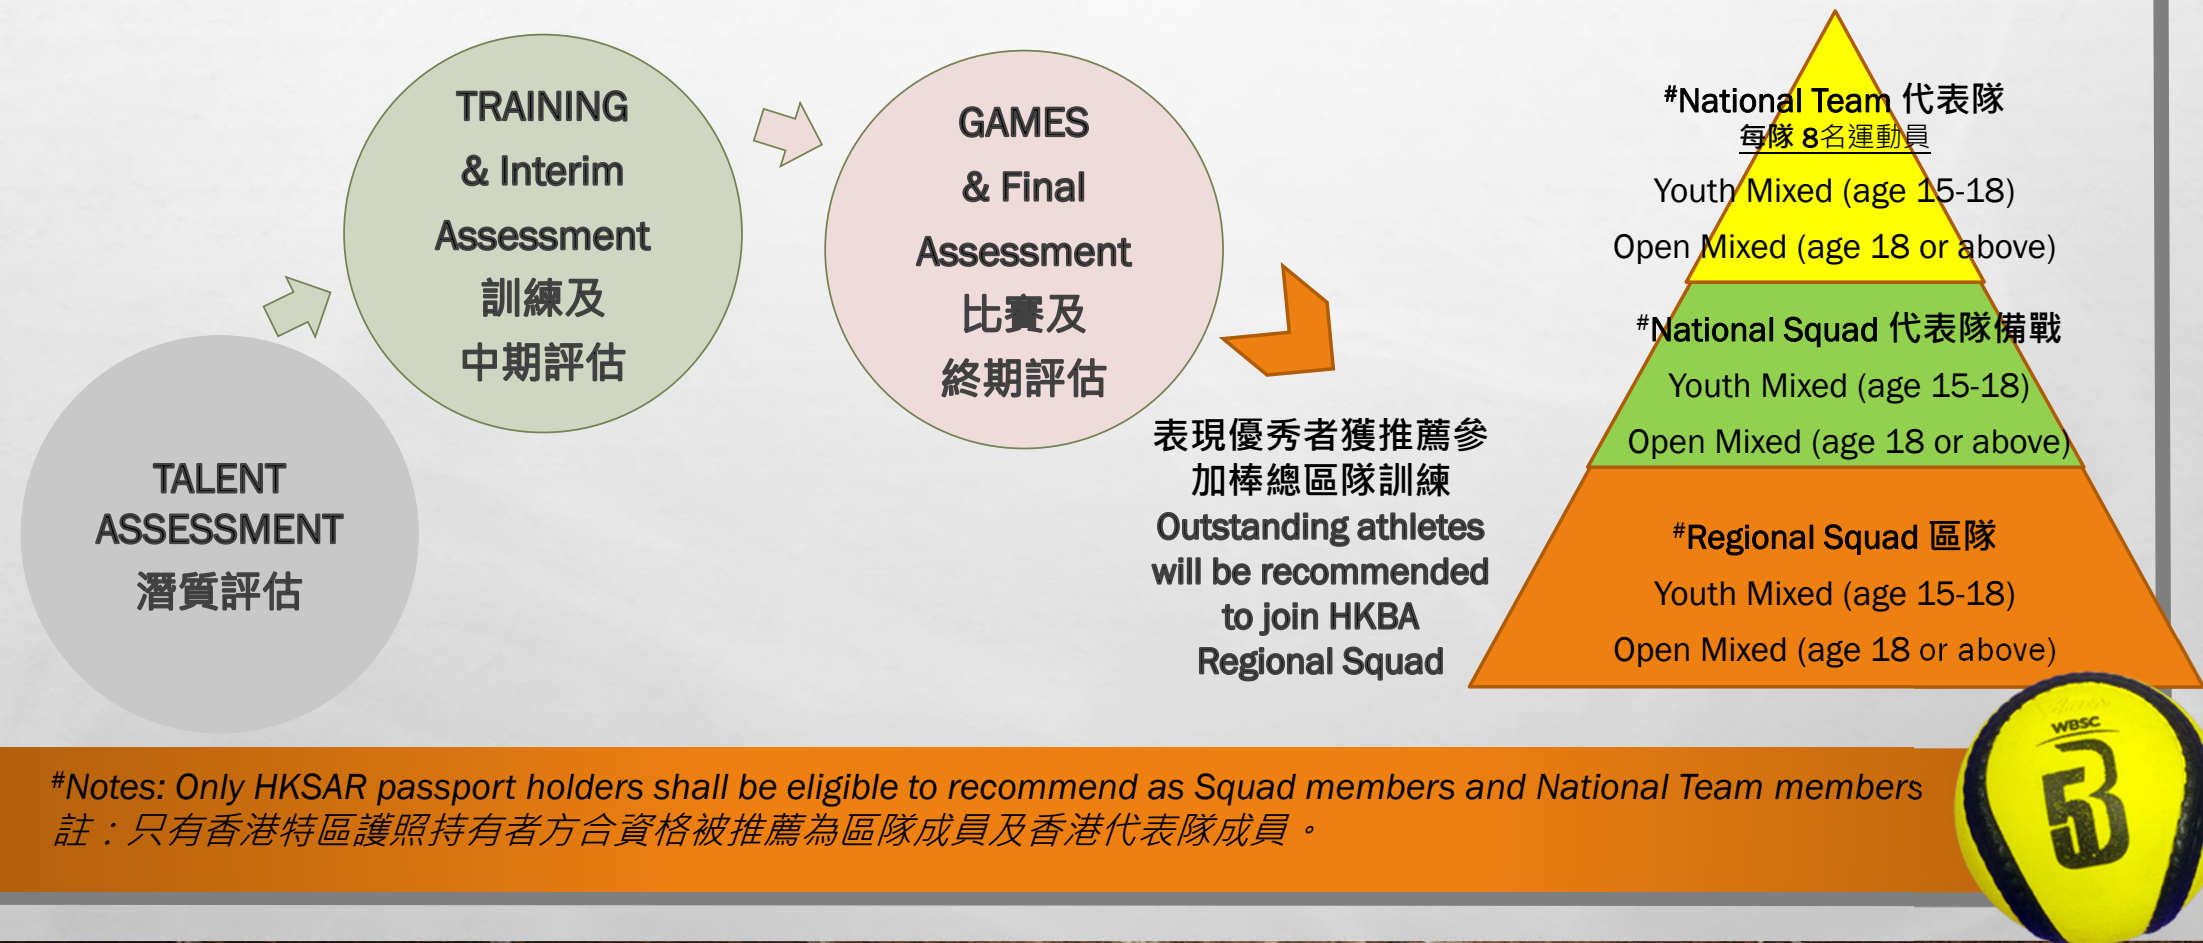 TALENT
ASSESSMENT
潛質評估
TRAINING
& Interim
Assessment
訓練及
中期評估
GAMES
& Final
Assessment
比賽及
終期評估
表現優秀者獲推薦參
加棒總區隊訓練
Outstanding athletes
will be recommended
to join HKBA
Regional Squad
#National Team 代表隊
每隊 8名運動員
Youth Mixed (age 15-18)
Open Mixed (age 18 or above)
#National Squad 代表隊備戰
Youth Mixed (age 15-18)
Open Mixed (age 18 or above)
#Regional Squad 區隊
Youth Mixed (age 15-18)
Open Mixed (age 18 or above)
#Notes: Only HKSAR passport holders shall be eligible to recommend as Squad members and National Team members
註：只有香港特區護照持有者方合資格被推薦為區隊成員及香港代表隊成員。
WBSC
B5